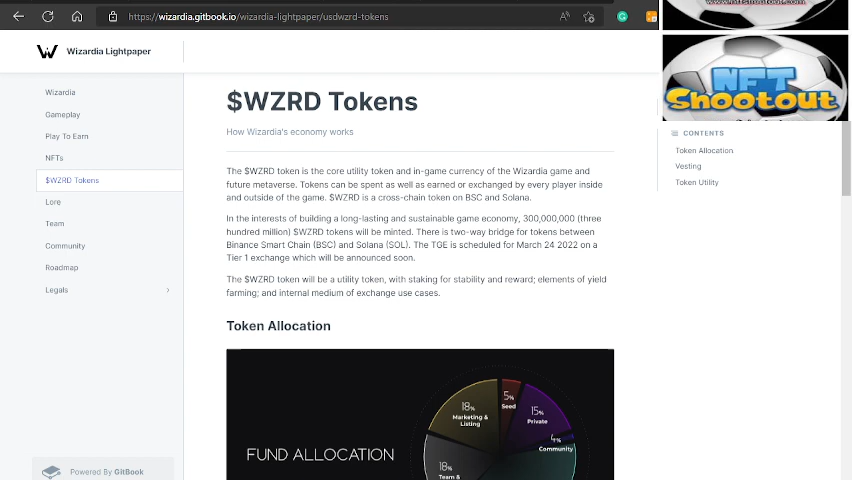 https://wizardia.gitbook.io/wizardia-lightpaper/usdwzrd-tokens
Wizardia Lightpaper
NFT
Shootout
Wizardia
Gameplay
Play To Earn
NFTs
$WZRD Tokens
Lore
Team
Community
Roadmap
Legals
Powered By GitBook
$WZRD Tokens
How Wizardia's economy works
The $WZRD token is the core utility token and in-game currency of the Wizardia game and
future metaverse. Tokens can be spent as well as earned or exchanged by every player inside
and outside of the game. $WZRD is a cross-chain token on BSC and Solana.
In the interests of building a long-lasting and sustainable game economy, 300,000,000 (three
hundred million) $WZRD tokens will be minted. There is two-way bridge for tokens between
Binance Smart Chain (BSC) and Solana (SOL). The TGE is scheduled for March 24 2022 on a
Tier 1 exchange which will be announced soon.
The $WZRD token will be a utility token, with staking for stability and reward; elements of yield
farming; and internal medium of exchange use cases.
Token Allocation
FUND ALLOCATION
18%
Marketing &
Listing
5%
Seed
15%
Private
4%
Community
18%
Team &
CONTENTS
Token Allocation
Vesting
Token Utility